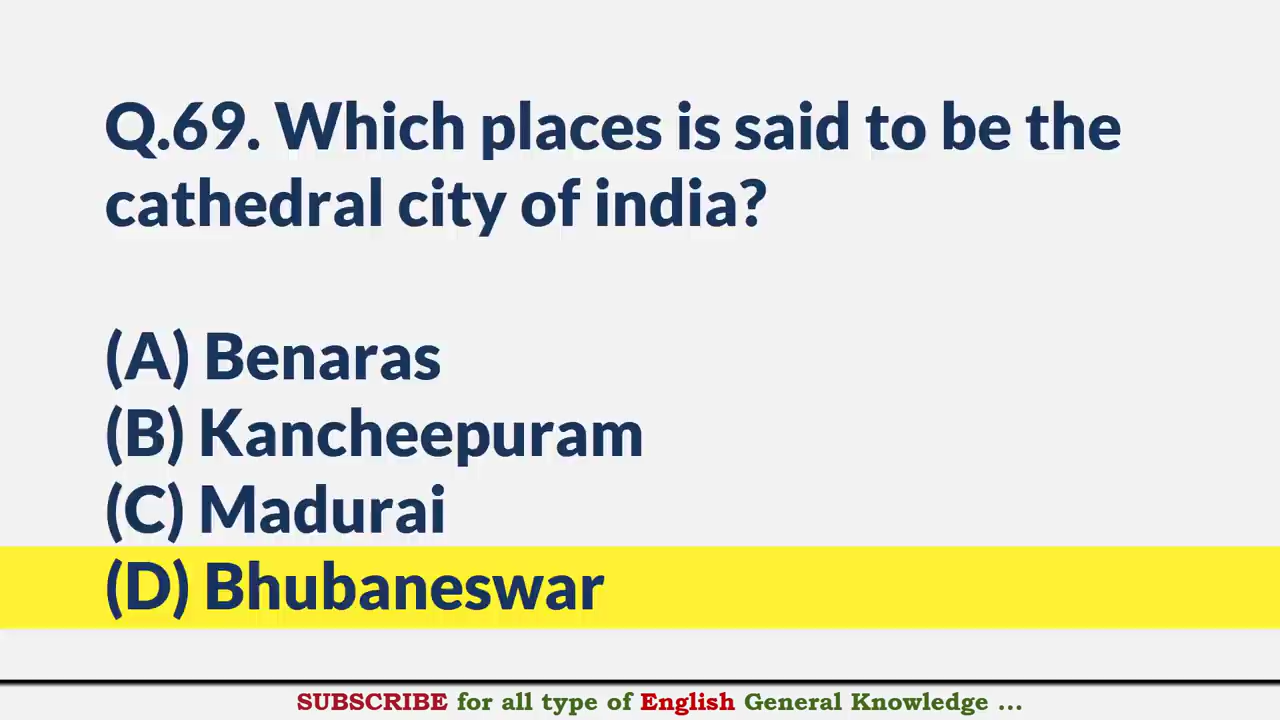 Q.69. Which places is said to be the
cathedral city of india?
(A) Benaras
(B) Kancheepuram
(C) Madurai
(D) Bhubaneswar
SUBSCRIBE for all type of English General Knowledge ...